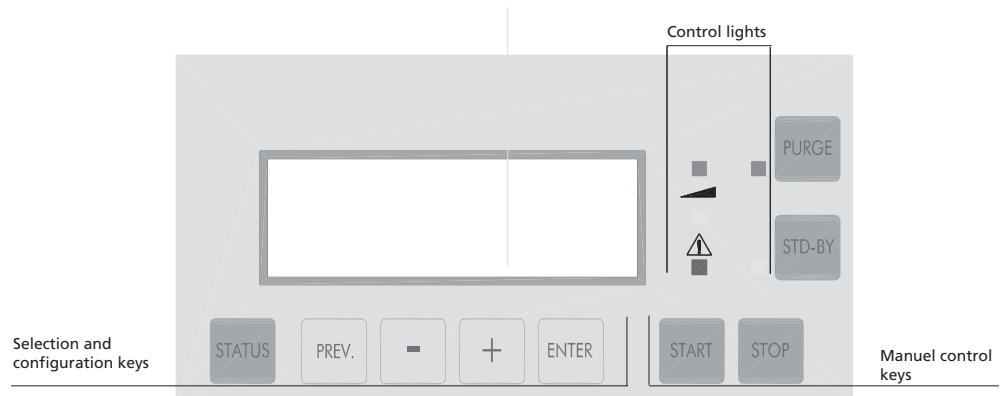 Control lights
PURGE
STD-BY
Selection and
configuration keys
STATUS
PREV.
-
+
ENTER
START
STOP
Manuel control
keys